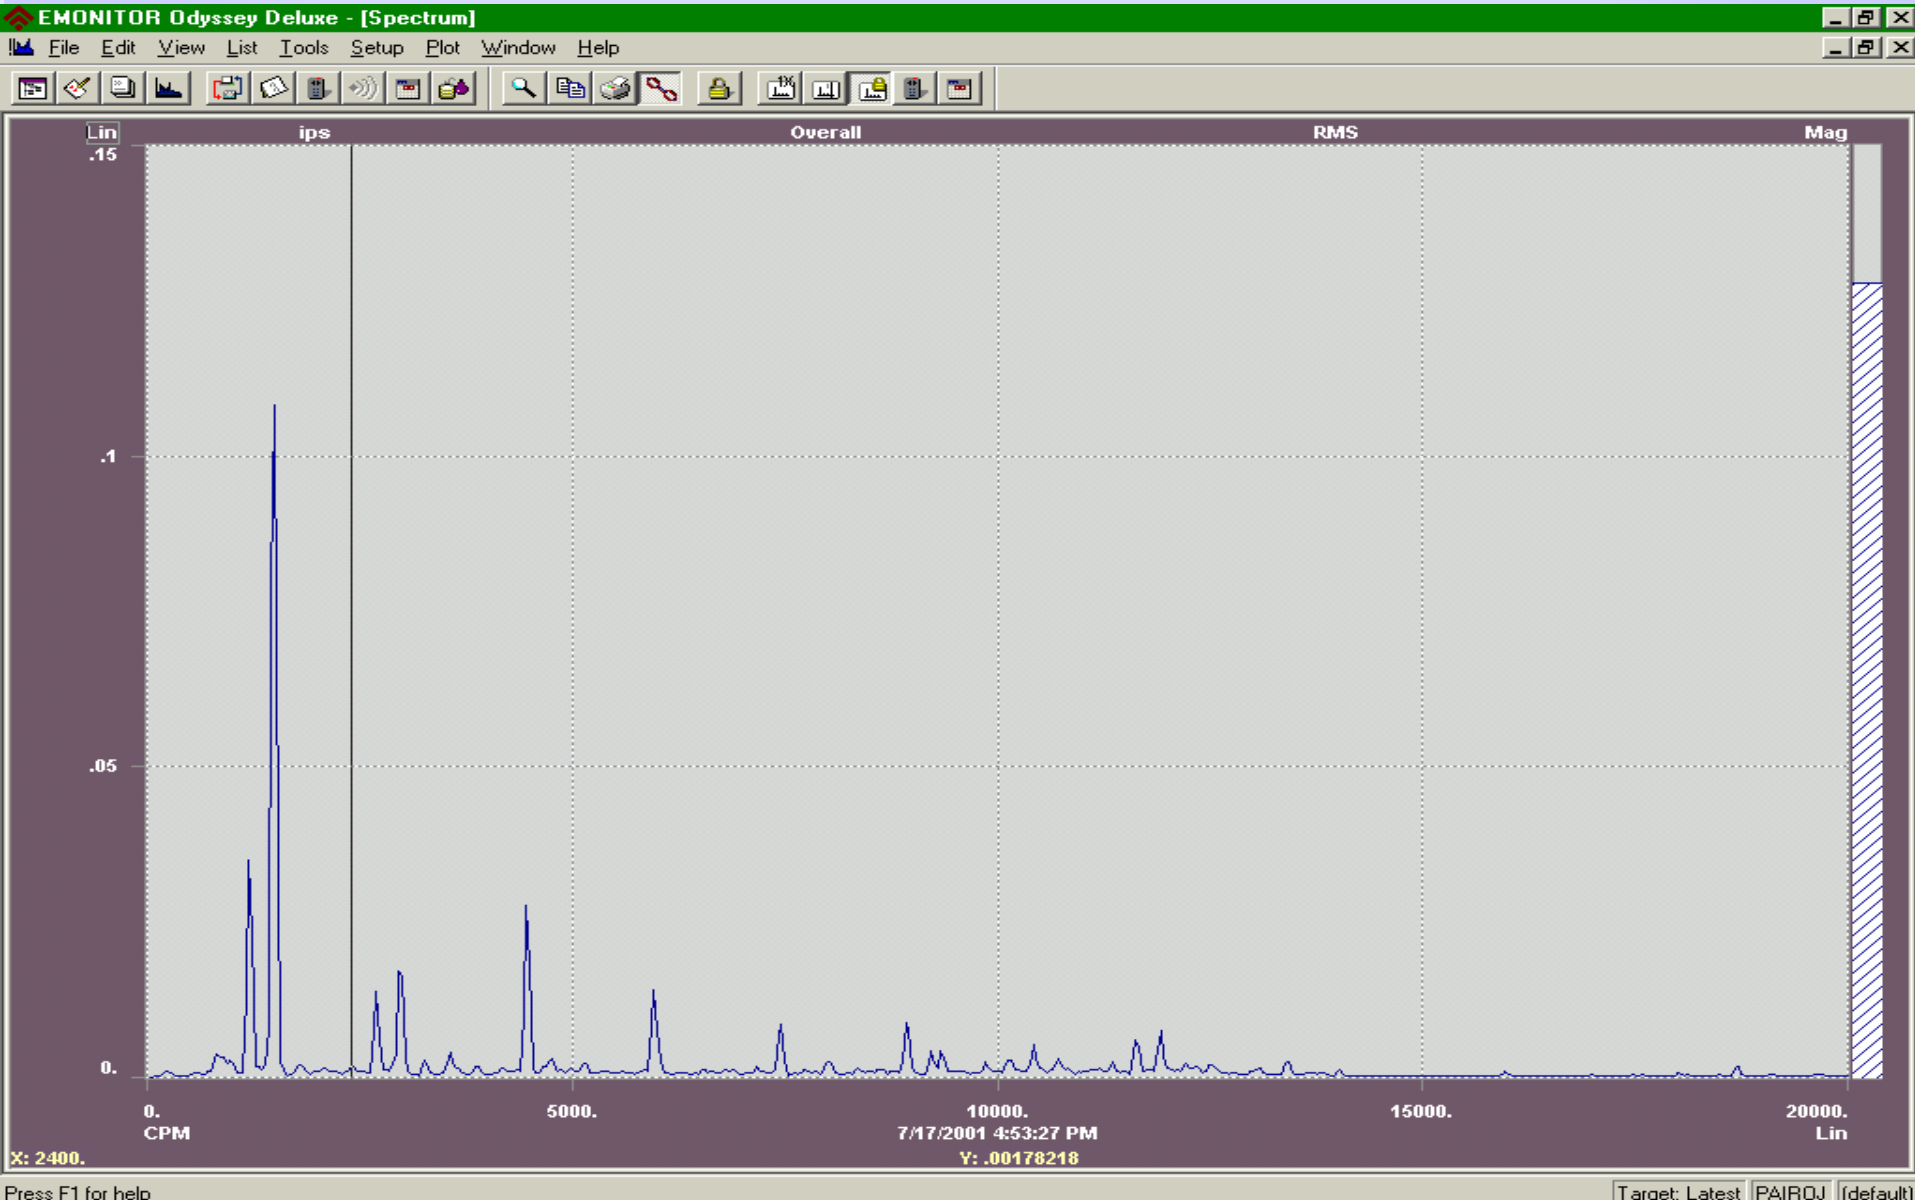 EMONITOR Odyssey Deluxe - [Spectrum]
File Edit View List Tools Setup Plot Window Help
1X
Lin ips Overall RMS Mag
.15
.1
.05
0.
0. 5000. 10000. 15000. 20000.
CPM 7/17/2001 4:53:27 PM Lin
X: 2400. Y: .00178218
Press F1 for help Target: Latest PAIROJ (default)